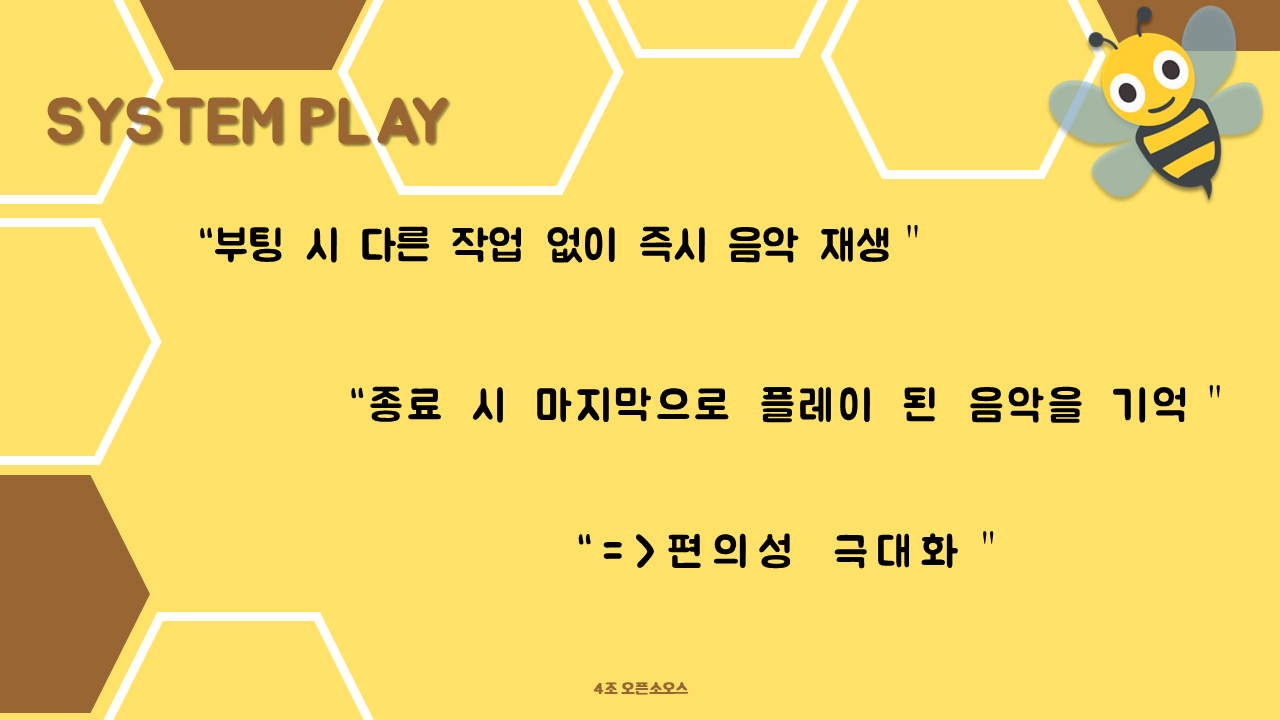 SYSTEM PLAY
“부팅 시 다른 작업 없이 즉시 음악 재생 "
“종료 시 마지막으로 플레이 된 음악을 기억 "
“=>편의성 극대화 "
4조 오픈소오스